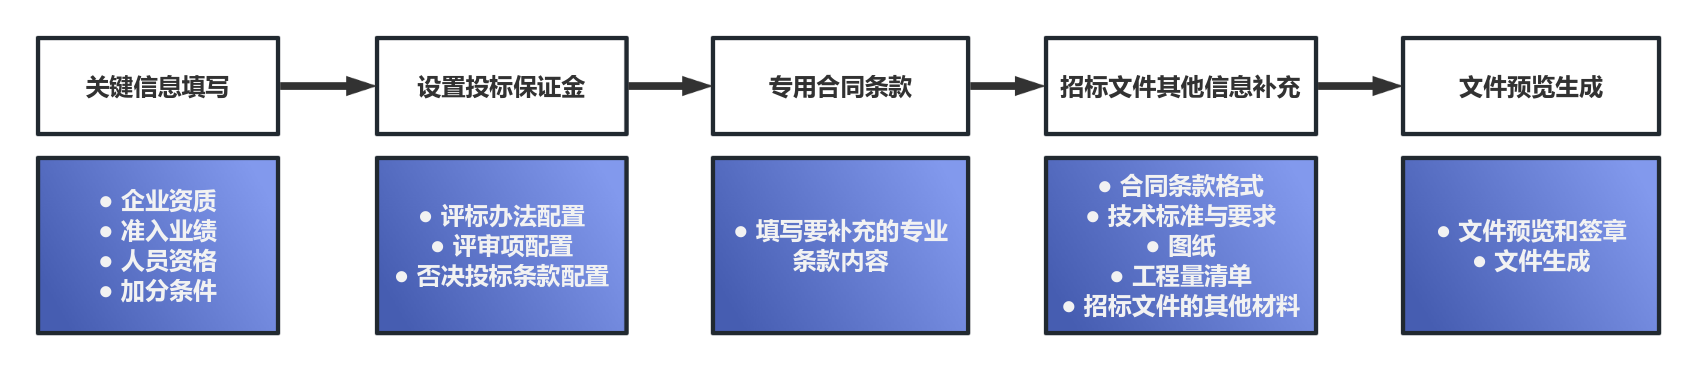 关键信息填写
设置投标保证金
专用合同条款
招标文件其他信息补充
文件预览生成
● 企业资质
● 准入业绩
● 人员资格
● 加分条件
● 评标办法配置
● 评审项配置
● 否决投标条款配置
● 填写要补充的专业
条款内容
● 合同条款格式
● 技术标准与要求
● 图纸
● 工程量清单
● 招标文件的其他材料
● 文件预览和签章
● 文件生成